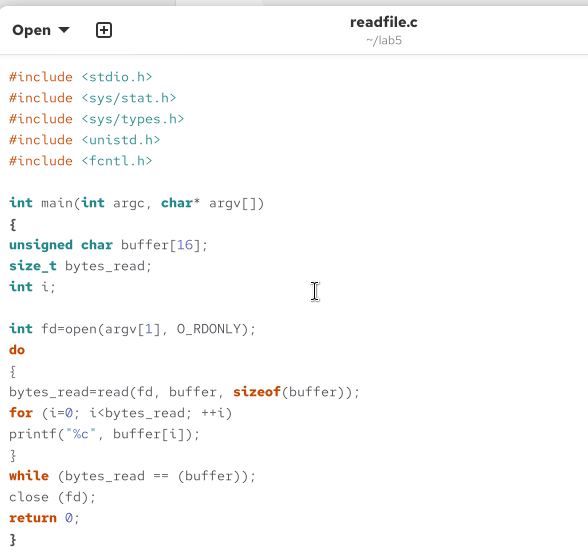 Open
readfile.c
~/lab5
#include <stdio.h>
#include <sys/stat.h>
#include <sys/types.h>
#include <unistd.h>
#include <fcntl.h>
int main(int argc, char* argv[])
{
unsigned char buffer[16];
size_t bytes_read;
int i;
int fd=open(argv[1], O_RDONLY);
do
{
bytes_read=read(fd, buffer, sizeof(buffer));
for (i=0; i<bytes_read; ++i)
printf("%c", buffer[i]);
}
while (bytes_read == (buffer));
close (fd);
return 0;
}